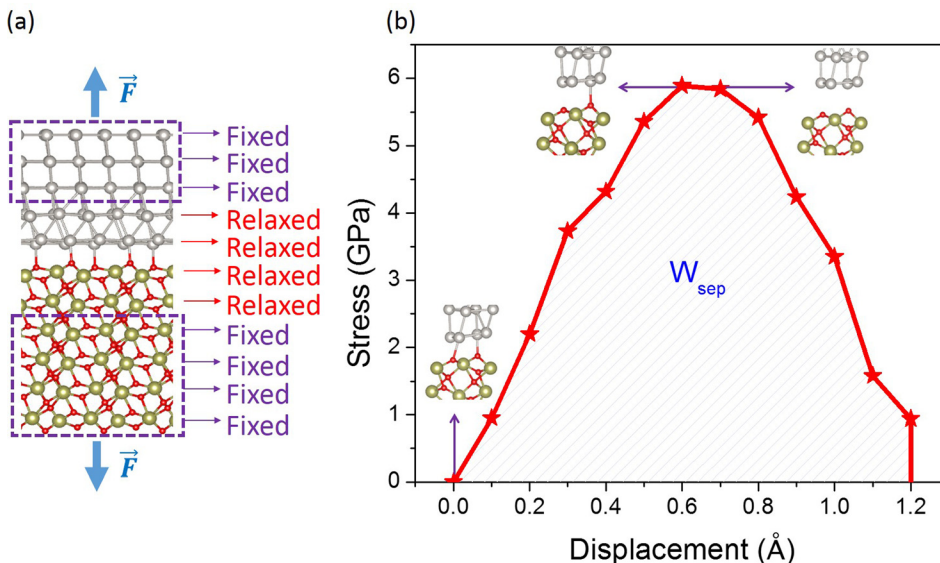 (a)
F
Fixed
Fixed
Fixed
Relaxed
Relaxed
Relaxed
Relaxed
Fixed
Fixed
Fixed
Fixed
F
(b)
Stress (GPa)
6
5
4
3
2
1
0
W_sep
0.0 0.2 0.4 0.6 0.8 1.0 1.2
Displacement (Å)